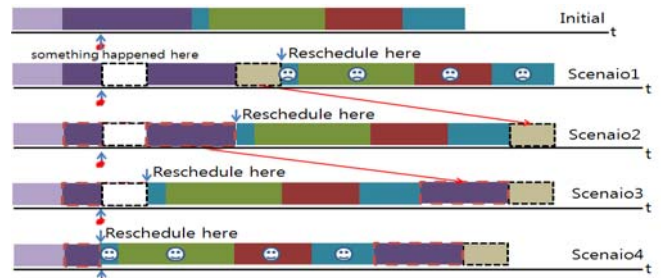 Initial
t
something happened here
Reschedule here
Scenaio1
t
Reschedule here
Scenaio2
t
Reschedule here
Scenaio3
t
Reschedule here
Scenaio4
t